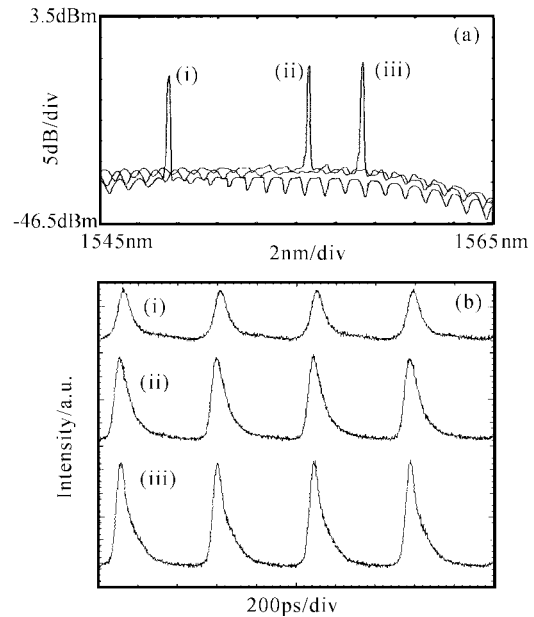 3.5dBm
(a)
(i)
(ii)
(iii)
5dB/div
-46.5dBm
1545nm
1565nm
2nm/div
(i)
(b)
(ii)
Intensity/a.u.
(iii)
200ps/div